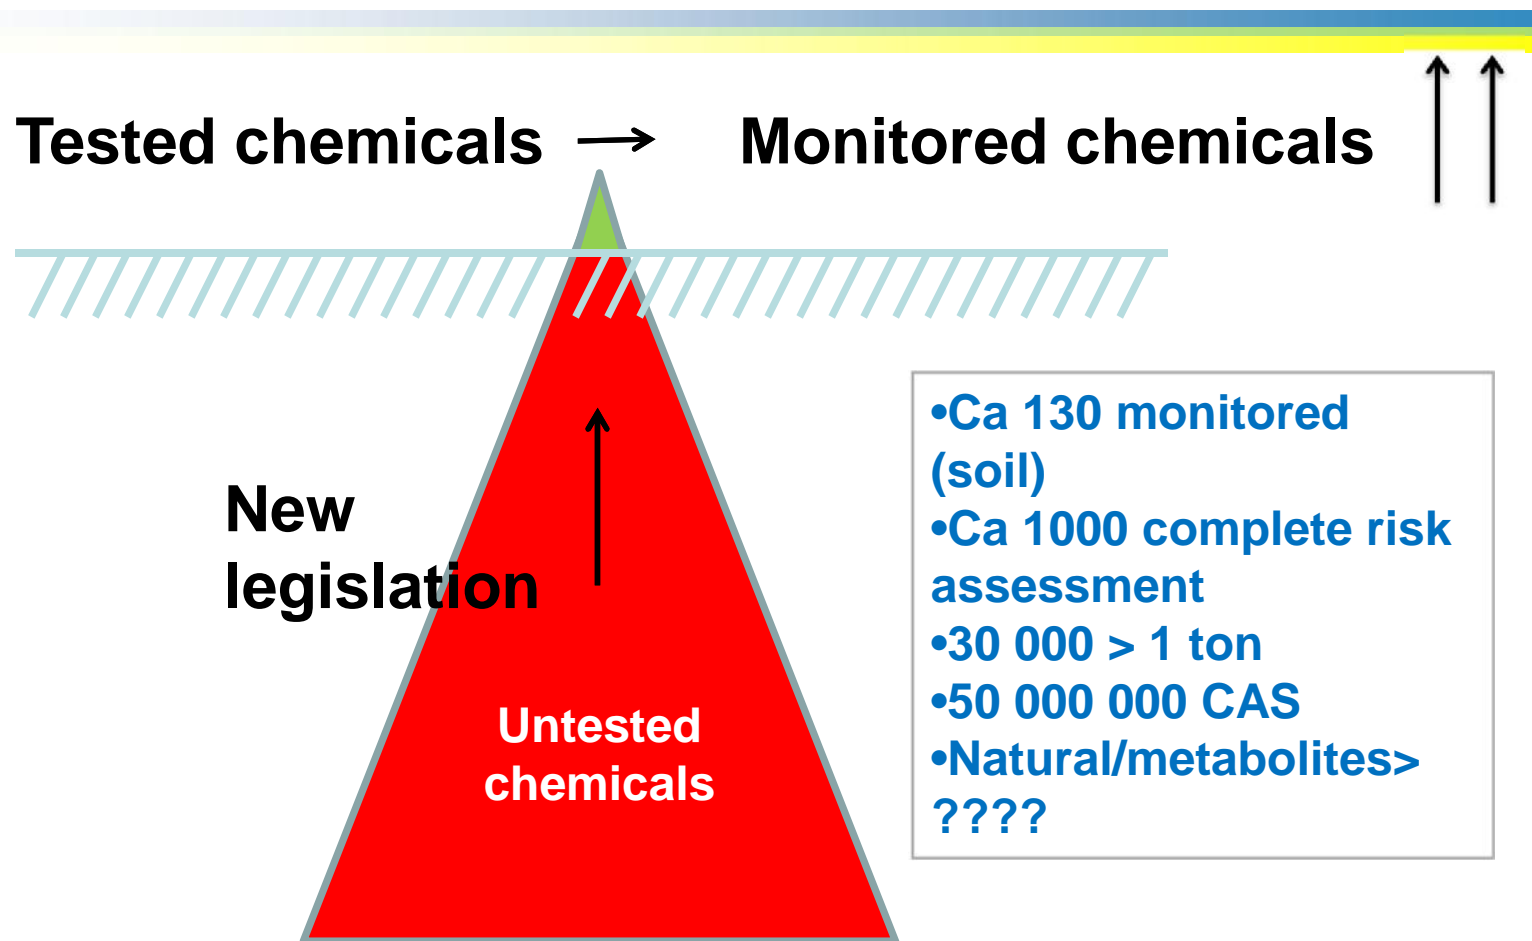 Tested chemicals → Monitored chemicals
New
legislation
Untested
chemicals
•Ca 130 monitored
(soil)
•Ca 1000 complete risk
assessment
•30 000 > 1 ton
•50 000 000 CAS
•Natural/metabolites>
????